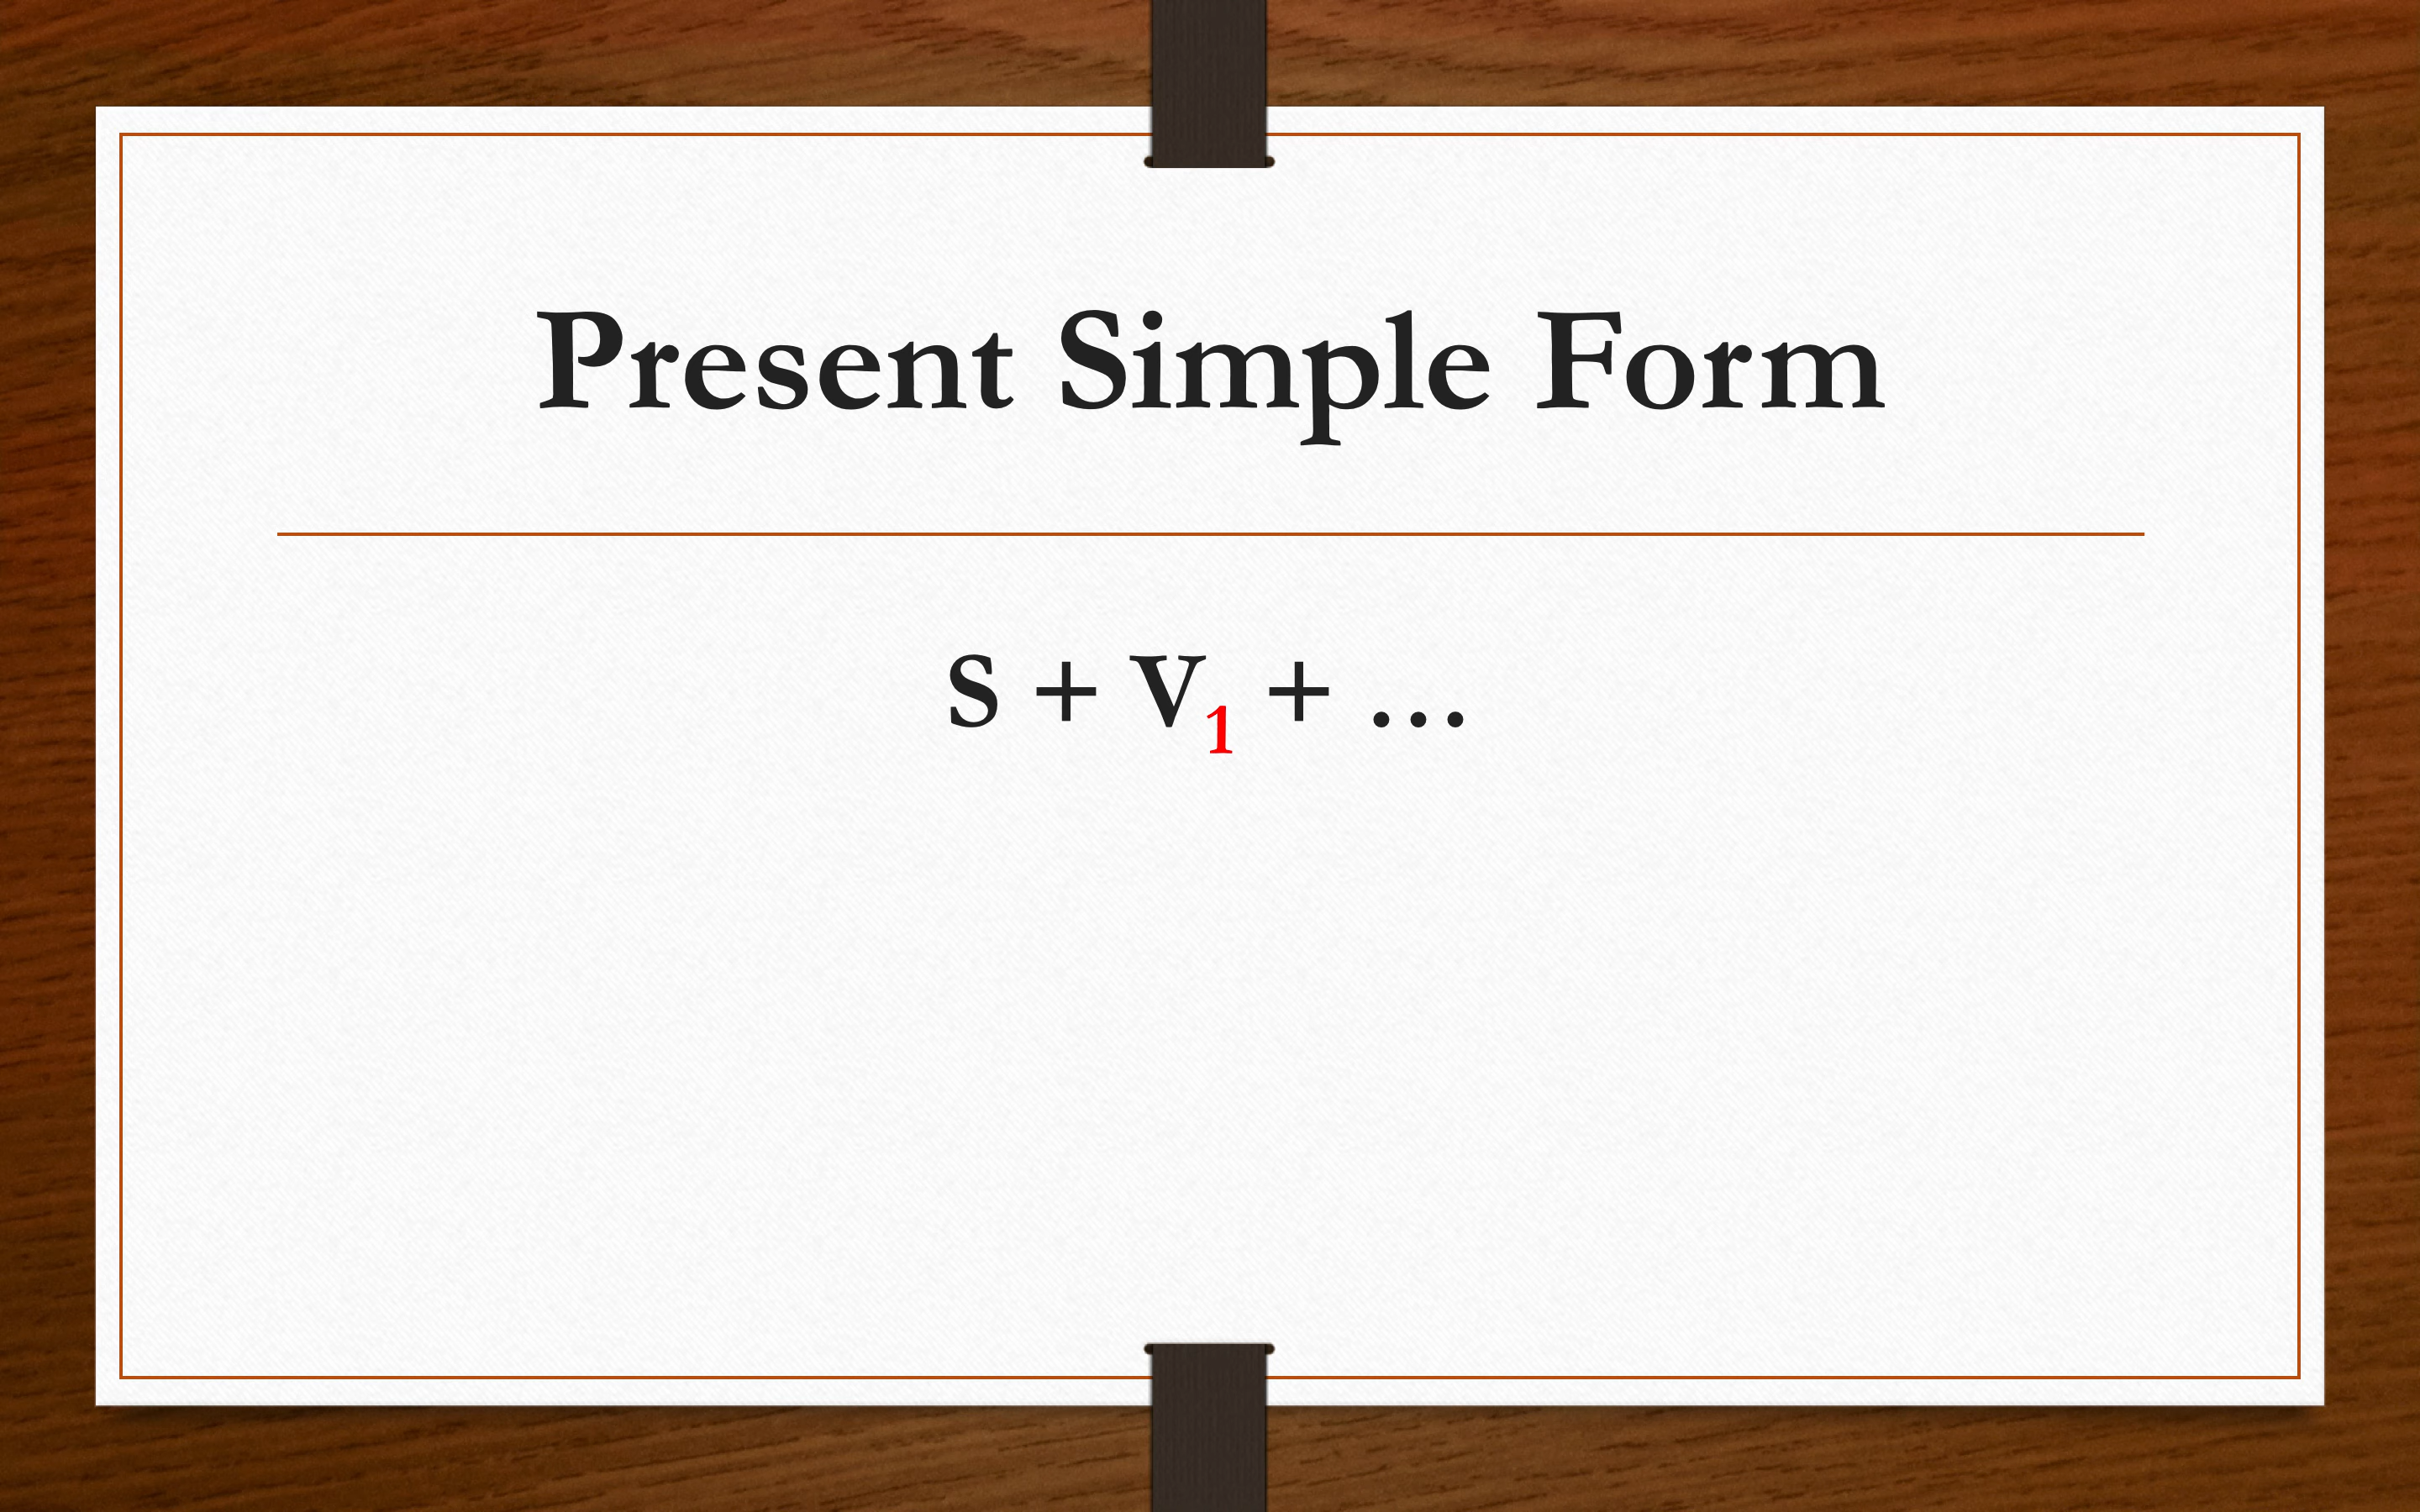 Present Simple Form
S + V₁ + ...